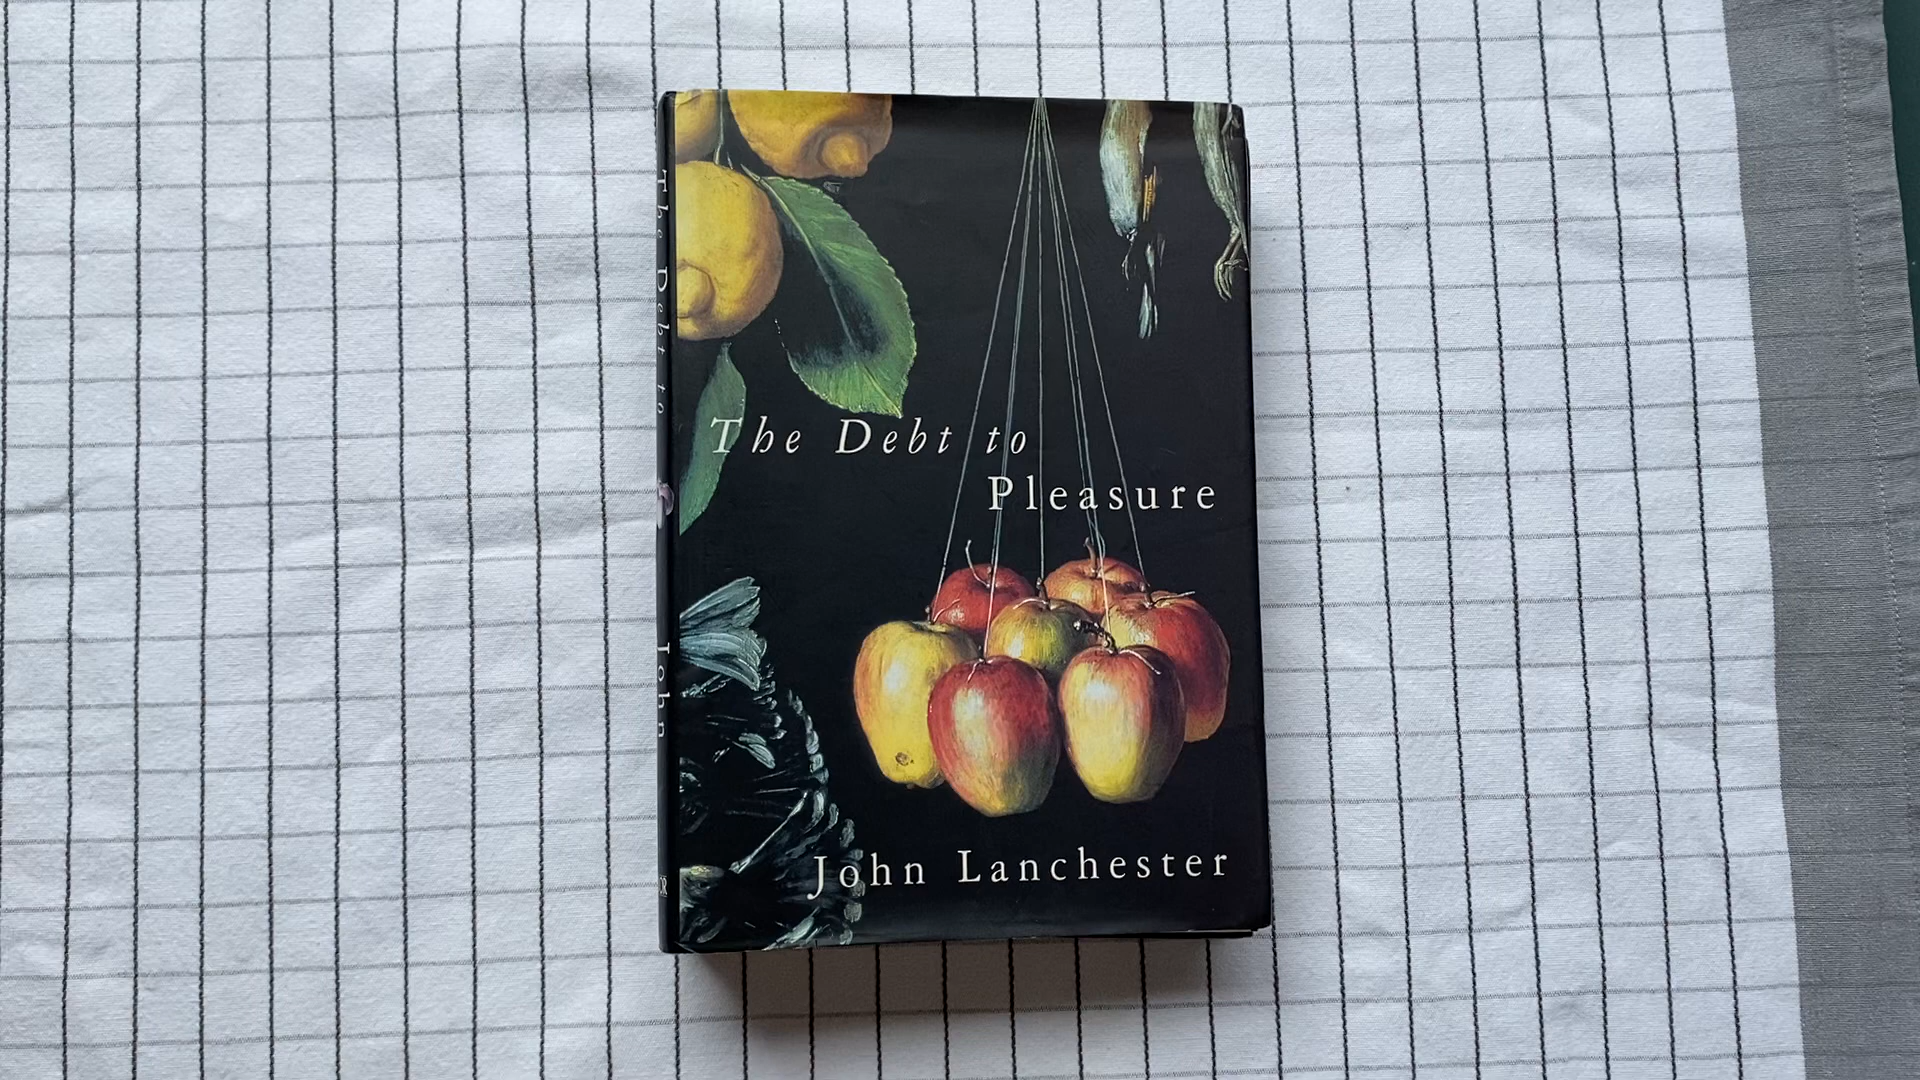 The Debt to
Pleasure
John Lanchester
The Debt to
John